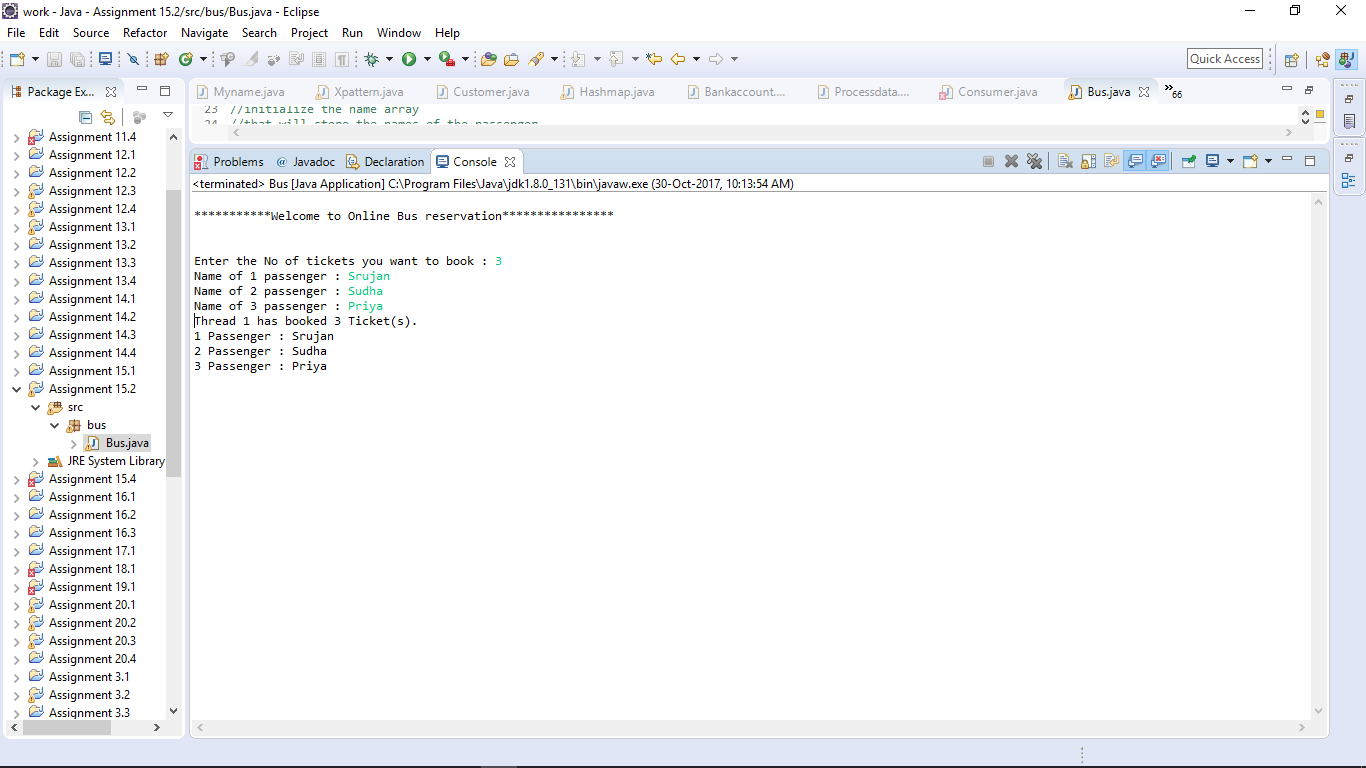 work - Java - Assignment 15.2/src/bus/Bus.java - Eclipse
File Edit Source Refactor Navigate Search Project Run Window Help
Quick Access
Package Ex...
Myname.java Xpattern.java Customer.java Hashmap.java Bankaccount.... Processdata.... Consumer.java Bus.java »66
23 //initialize the name array
24 //that will store the names of the passenger
Problems @ Javadoc Declaration Console
<terminated> Bus [Java Application] C:\Program Files\Java\jdk1.8.0_131\bin\javaw.exe (30-Oct-2017, 10:13:54 AM)
***********Welcome to Online Bus reservation****************
Enter the No of tickets you want to book : 3
Name of 1 passenger : Srujan
Name of 2 passenger : Sudha
Name of 3 passenger : Priya
Thread 1 has booked 3 Ticket(s).
1 Passenger : Srujan
2 Passenger : Sudha
3 Passenger : Priya
Assignment 11.4
Assignment 12.1
Assignment 12.2
Assignment 12.3
Assignment 12.4
Assignment 13.1
Assignment 13.2
Assignment 13.3
Assignment 13.4
Assignment 14.1
Assignment 14.2
Assignment 14.3
Assignment 14.4
Assignment 15.1
Assignment 15.2
src
bus
Bus.java
JRE System Library
Assignment 15.4
Assignment 16.1
Assignment 16.2
Assignment 16.3
Assignment 17.1
Assignment 18.1
Assignment 19.1
Assignment 20.1
Assignment 20.2
Assignment 20.3
Assignment 20.4
Assignment 3.1
Assignment 3.2
Assignment 3.3